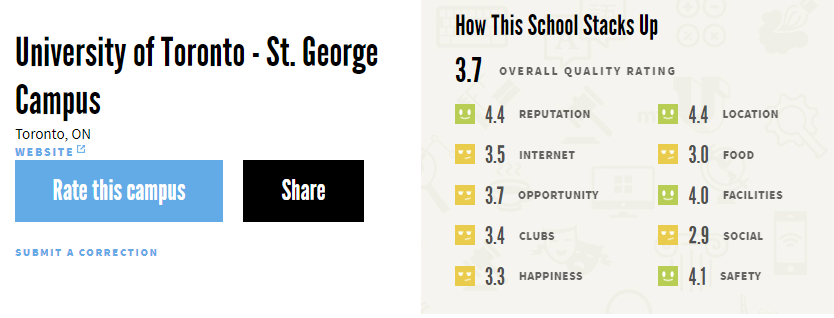 University of Toronto - St. George
Campus
Toronto, ON
WEBSITE
Rate this campus
Share
SUBMIT A CORRECTION
How This School Stacks Up
3.7 OVERALL QUALITY RATING
4.4 REPUTATION
4.4 LOCATION
3.5 INTERNET
3.0 FOOD
3.7 OPPORTUNITY
4.0 FACILITIES
3.4 CLUBS
2.9 SOCIAL
3.3 HAPPINESS
4.1 SAFETY